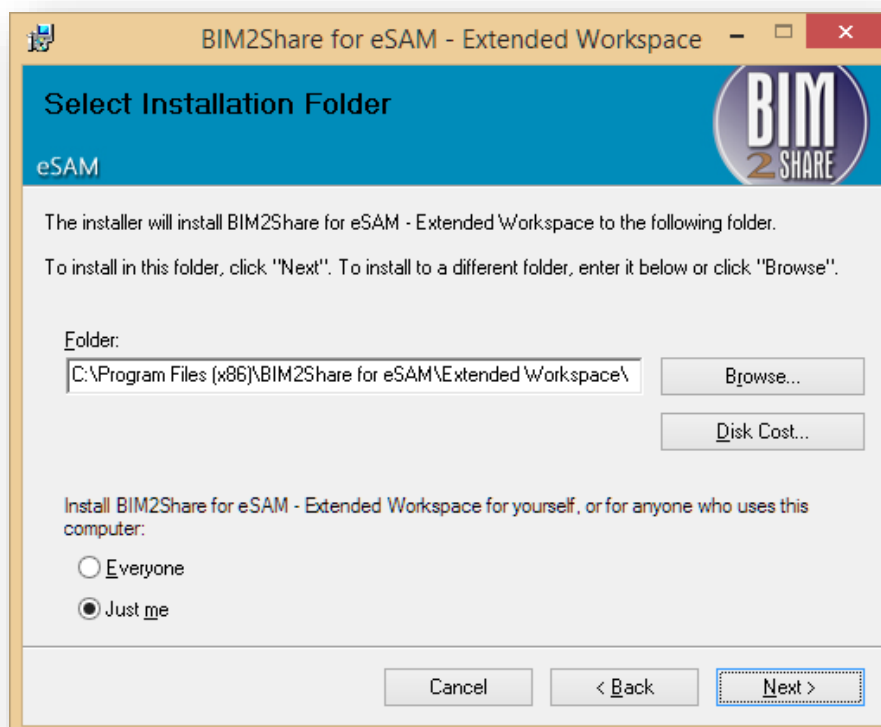 BIM2Share for eSAM - Extended Workspace
Select Installation Folder
BIM
2 SHARE
eSAM
The installer will install BIM2Share for eSAM - Extended Workspace to the following folder.
To install in this folder, click "Next". To install to a different folder, enter it below or click "Browse".
Folder:
C:\Program Files (x86)\BIM2Share for eSAM\Extended Workspace\
Browse...
Disk Cost...
Install BIM2Share for eSAM - Extended Workspace for yourself, or for anyone who uses this
computer:
Everyone
Just me
Cancel
< Back
Next >